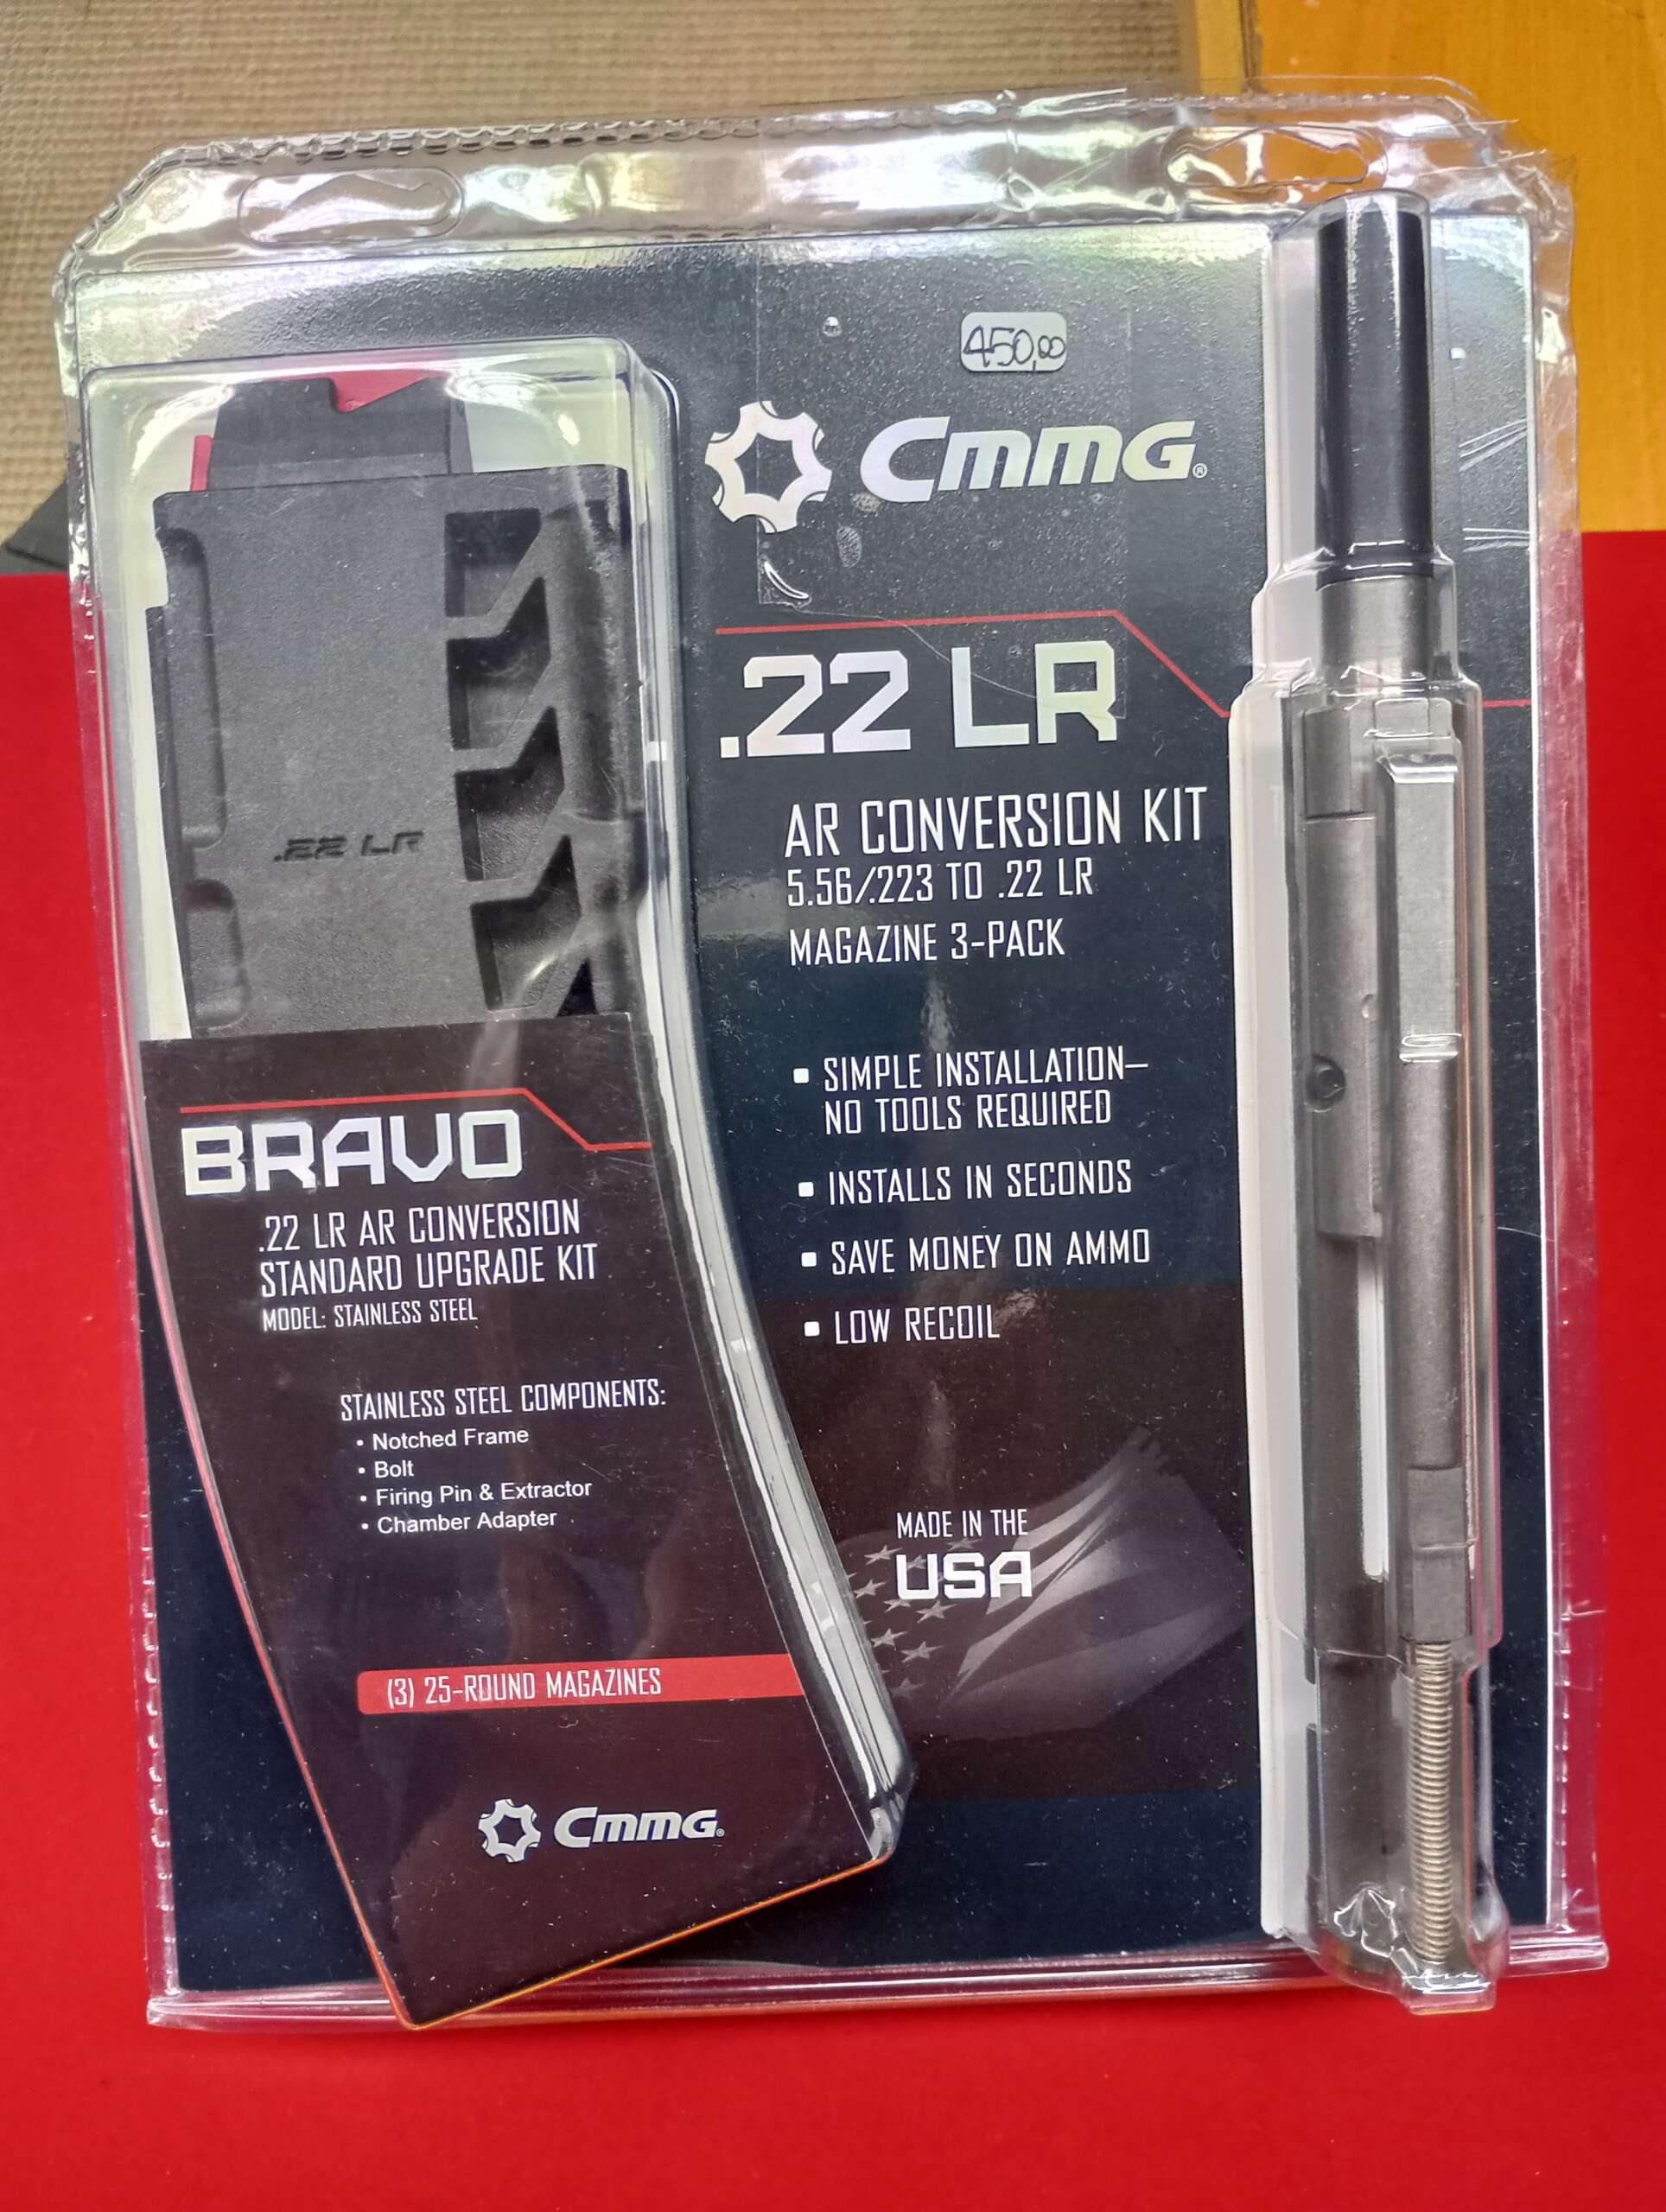 450,00
CMMG®
.22 LR
AR CONVERSION KIT
5.56/.223 TO .22 LR
MAGAZINE 3-PACK
▪ SIMPLE INSTALLATION—
NO TOOLS REQUIRED
▪ INSTALLS IN SECONDS
▪ SAVE MONEY ON AMMO
▪ LOW RECOIL
MADE IN THE
USA
.22 LR
BRAVO
.22 LR AR CONVERSION
STANDARD UPGRADE KIT
MODEL: STAINLESS STEEL
STAINLESS STEEL COMPONENTS:
• Notched Frame
• Bolt
• Firing Pin & Extractor
• Chamber Adapter
(3) 25-ROUND MAGAZINES
CMMG®